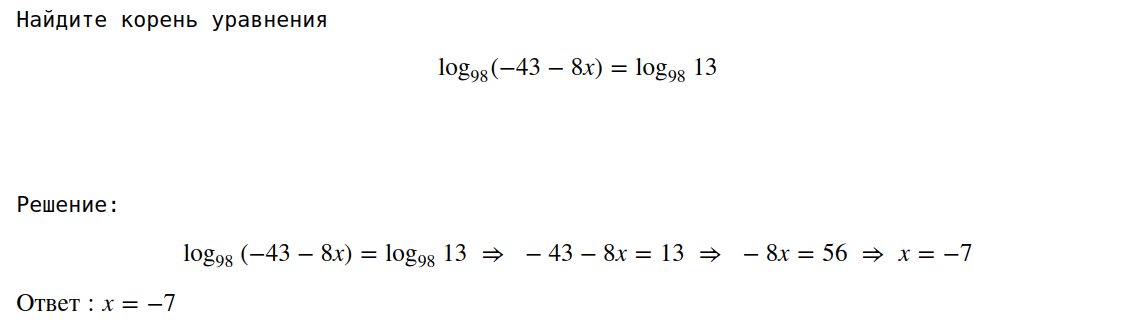 Найдите корень уравнения
log₉₈(−43 − 8x) = log₉₈ 13
Решение:
log₉₈ (−43 − 8x) = log₉₈ 13 ⇒ − 43 − 8x = 13 ⇒ − 8x = 56 ⇒ x = −7
Ответ : x = −7